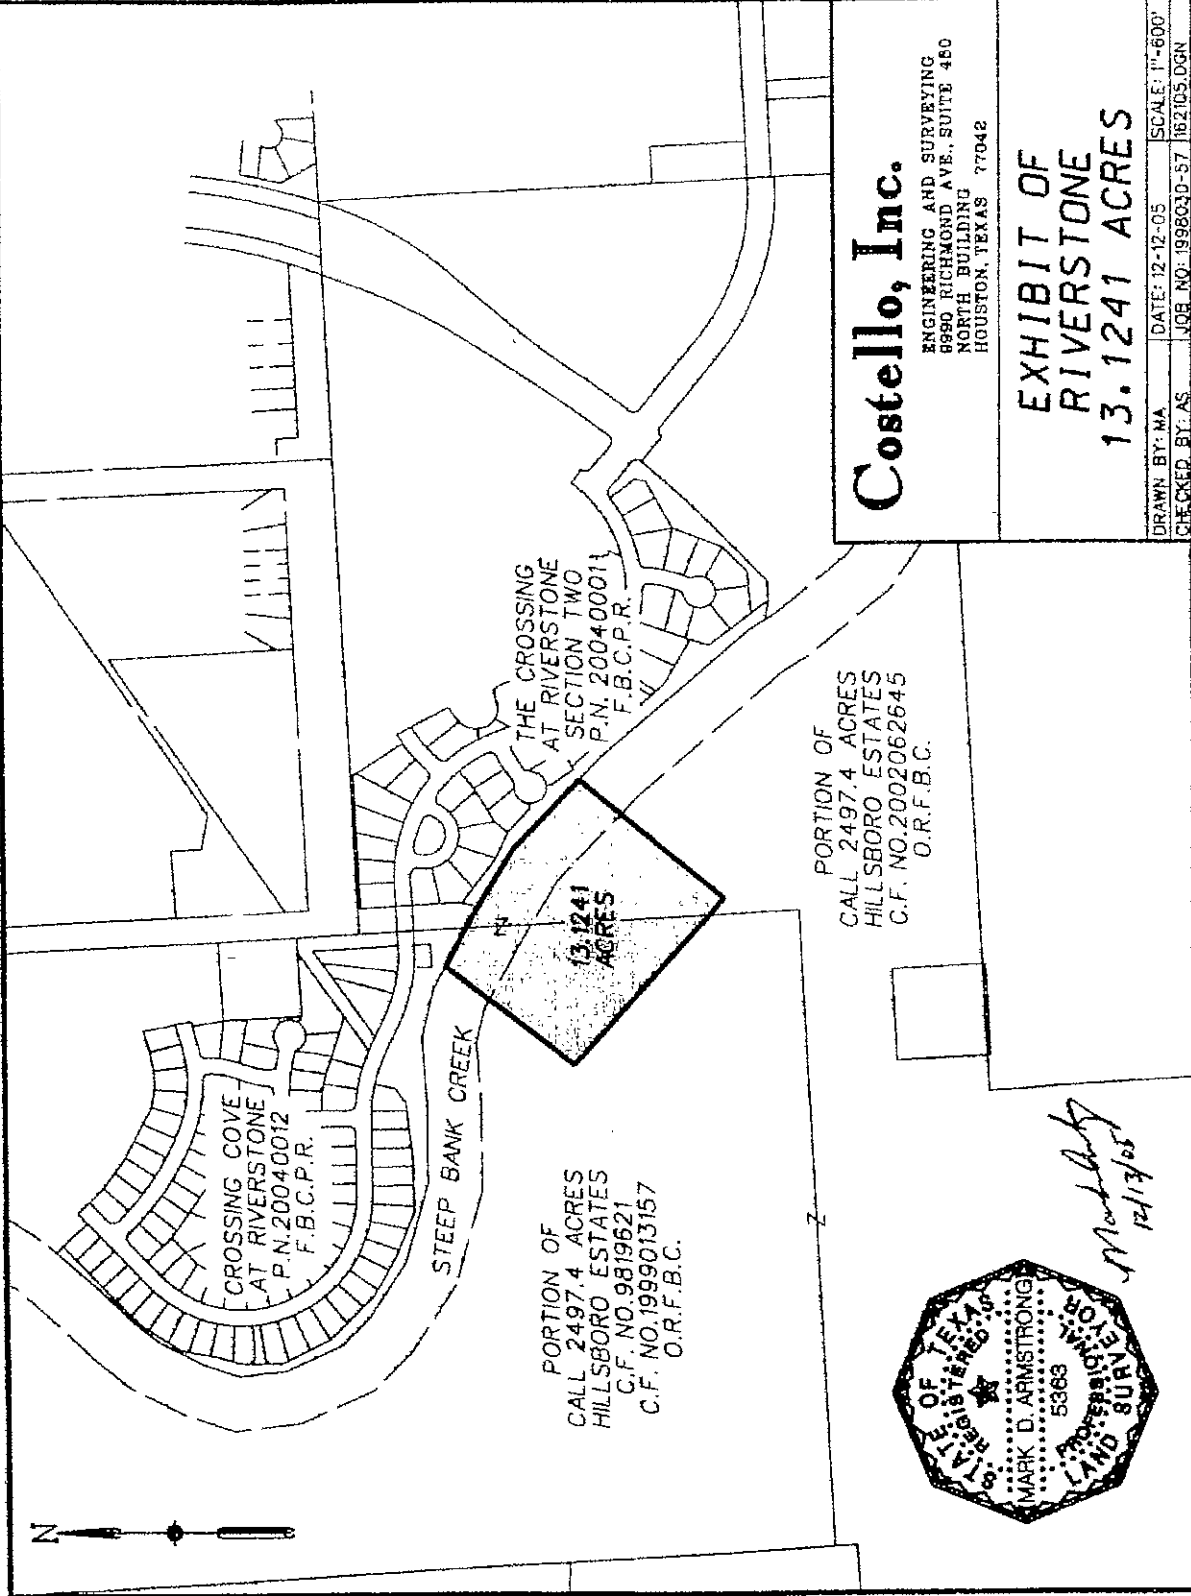 N
CROSSING COVE
AT RIVERSTONE
P.N.20040012
F.B.C.P.R.
STEEP BANK CREEK
THE CROSSING
AT RIVERSTONE
SECTION TWO
P.N. 20040001
F.B.C.P.R.
13.1241
ACRES
PORTION OF
CALL 2497.4 ACRES
HILLSBORO ESTATES
C.F. NO.9819621
C.F. NO.1999013157
O.R.F.B.C.
PORTION OF
CALL 2497.4 ACRES
HILLSBORO ESTATES
C.F. NO.2002062645
O.R.F.B.C.
Z
Z
STATE OF TEXAS
REGISTERED
MARK D. ARMSTRONG
5363
PROFESSIONAL
LAND SURVEYOR
12/13/05
Costello, Inc.
ENGINEERING AND SURVEYING
9990 RICHMOND AVE., SUITE 450
NORTH BUILDING
HOUSTON, TEXAS 77042
EXHIBIT OF
RIVERSTONE
13.1241 ACRES
DRAWN BY: MA DATE: 12-12-05 SCALE: 1"-600'
CHECKED BY: AS JOB NO: 1998030-57 162105.DGN